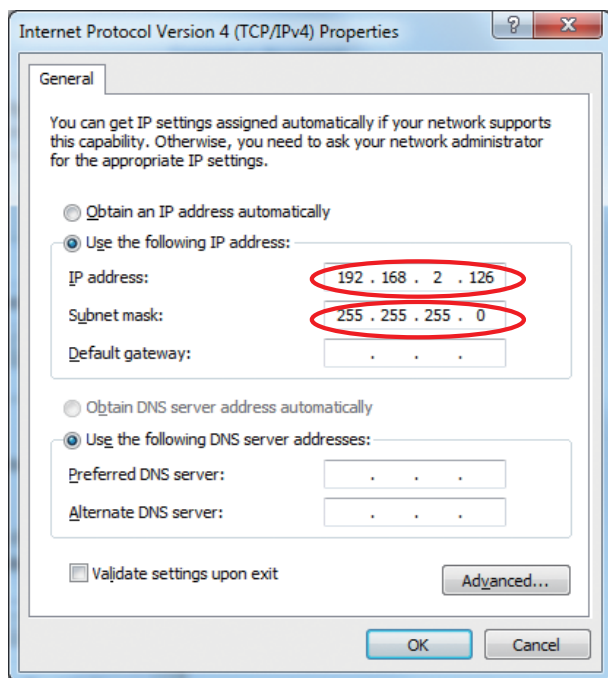 Internet Protocol Version 4 (TCP/IPv4) Properties
General
You can get IP settings assigned automatically if your network supports
this capability. Otherwise, you need to ask your network administrator
for the appropriate IP settings.
Obtain an IP address automatically
Use the following IP address:
IP address: 192 . 168 . 2 . 126
Subnet mask: 255 . 255 . 255 . 0
Default gateway: . . .
Obtain DNS server address automatically
Use the following DNS server addresses:
Preferred DNS server: . . .
Alternate DNS server: . . .
Validate settings upon exit
Advanced...
OK Cancel